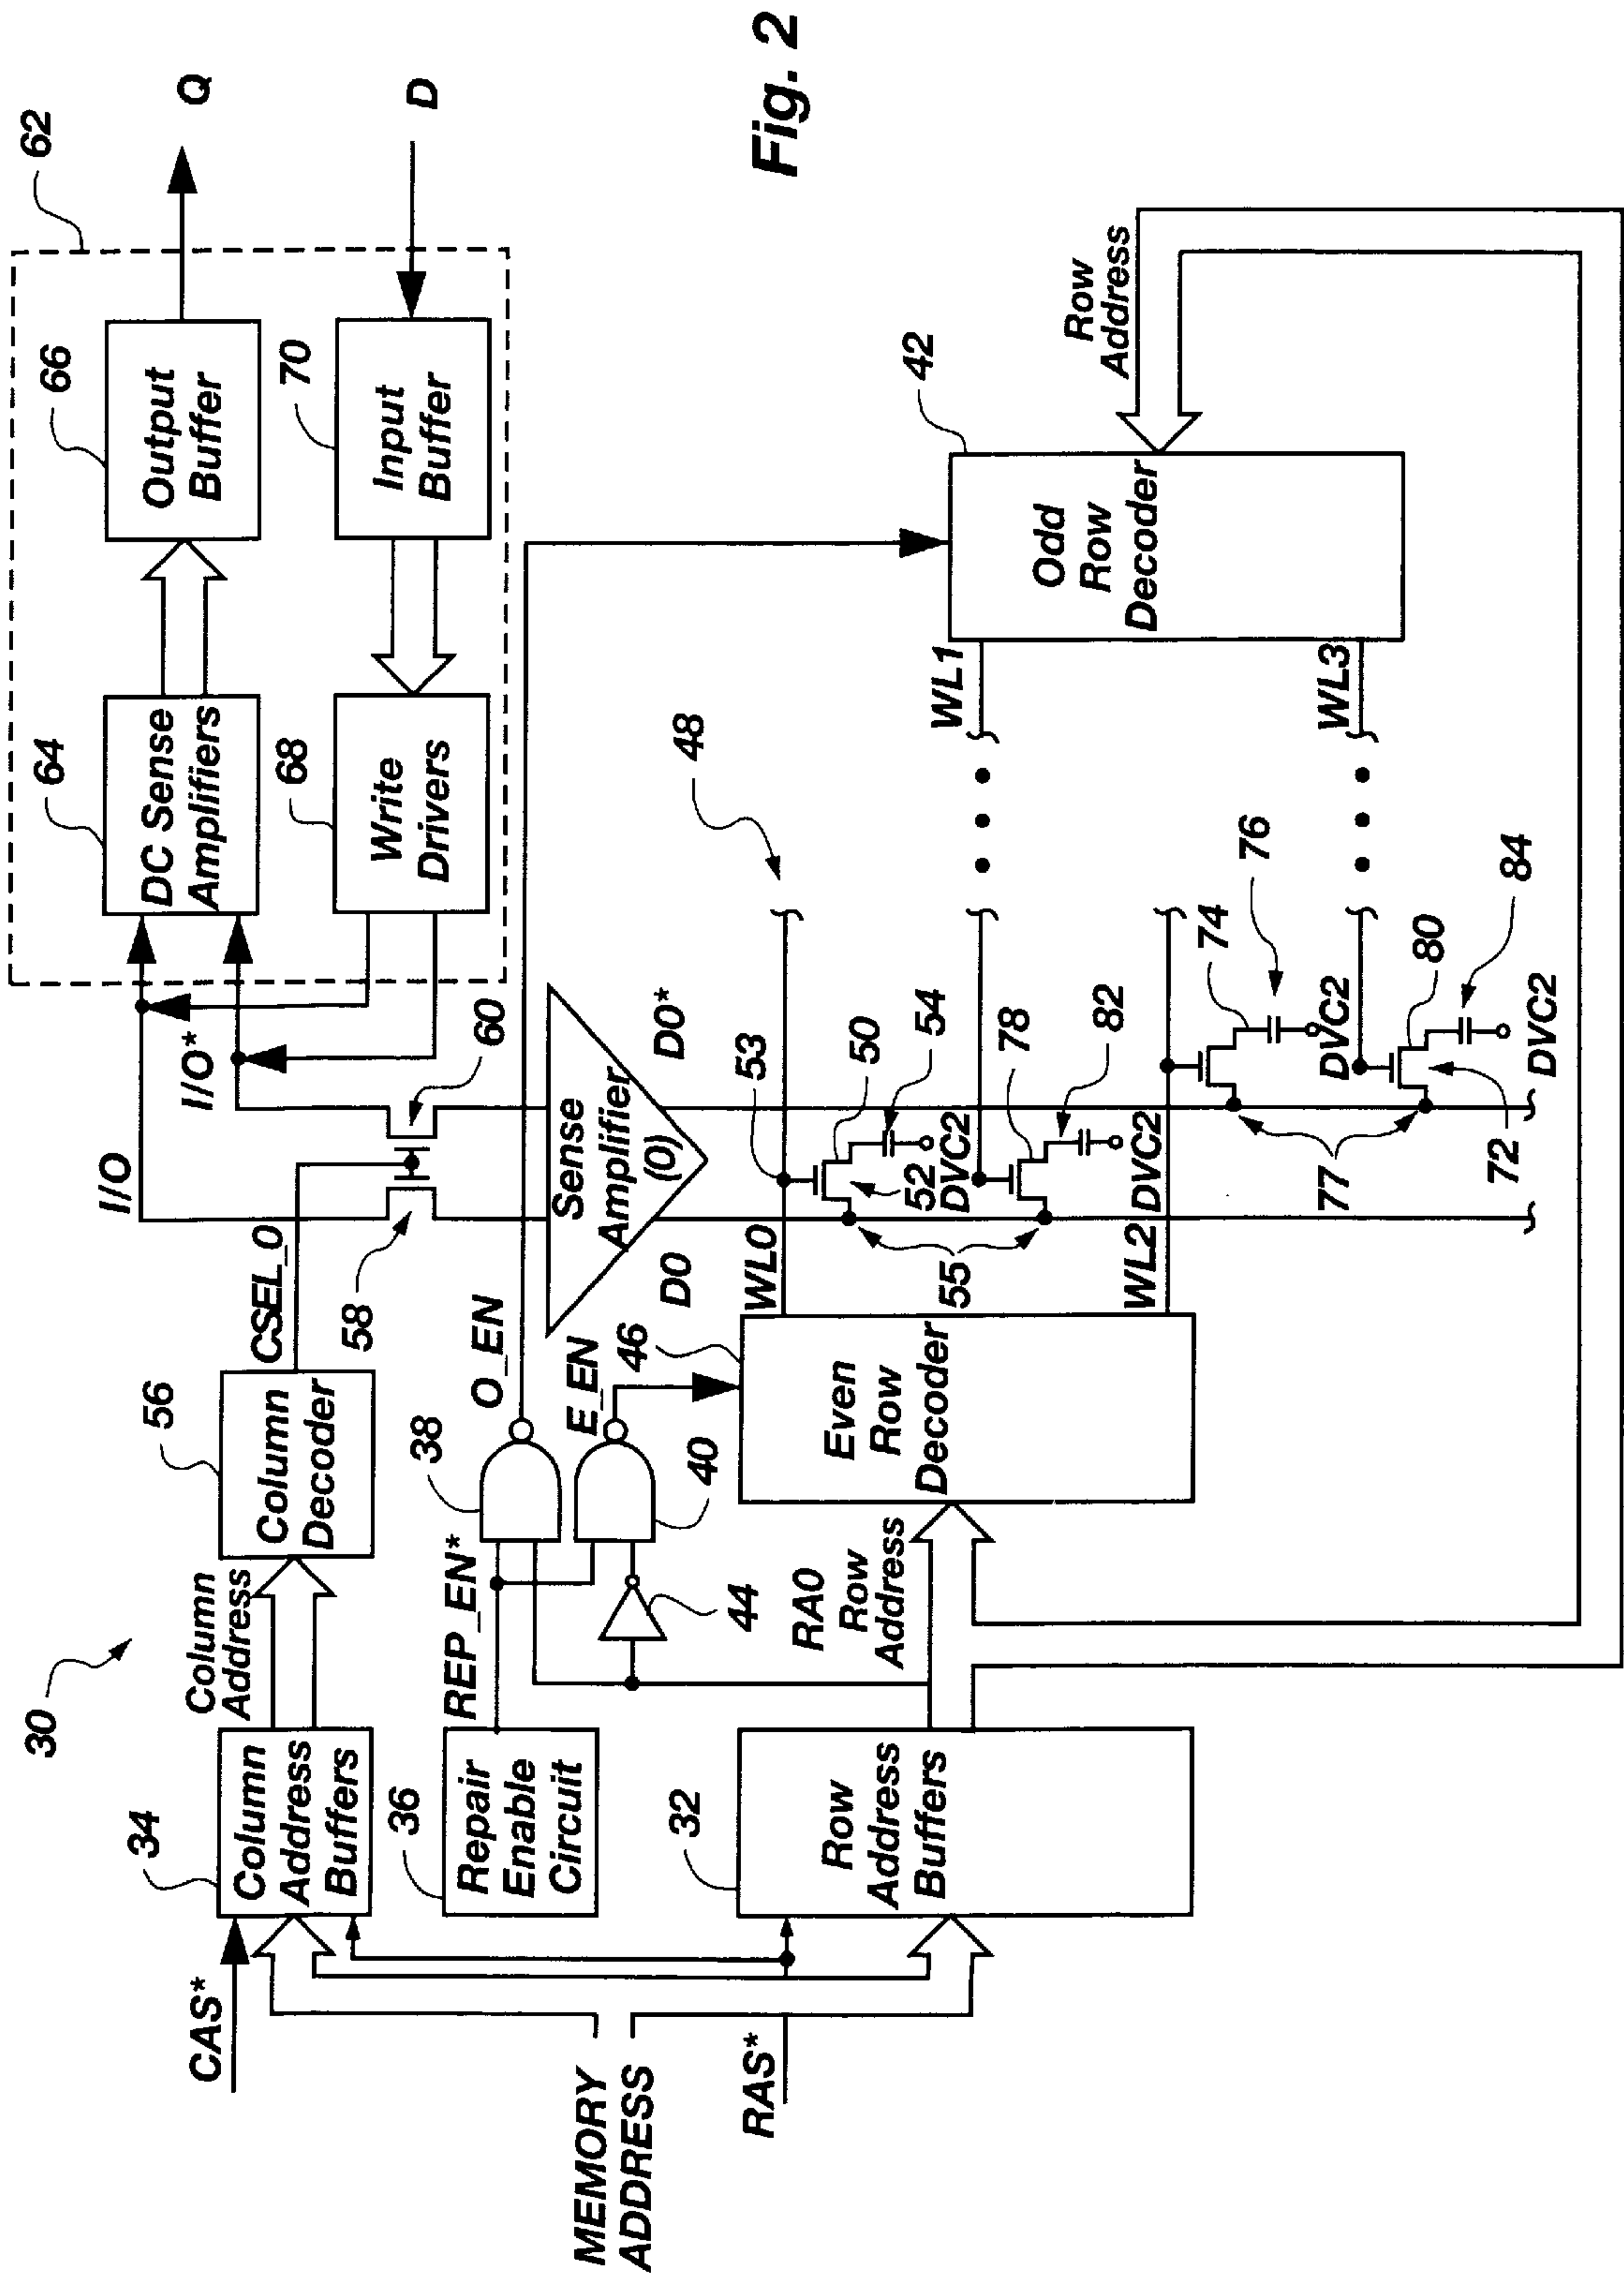 Fig. 2
30
CAS*
MEMORY
ADDRESS
RAS*
34
Column
Address
Buffers
Column
Address
56
Column
Decoder
CSEL_0
58
60
I/O
I/O*
62
64
DC Sense
Amplifiers
66
Output
Buffer
Q
68
Write
Drivers
70
Input
Buffer
D
36
Repair
Enable
Circuit
REP_EN*
38
O_EN
40
E_EN
44
46
Sense
Amplifier
(0)
D0
D0*
32
Row
Address
Buffers
RA0
Row
Address
Even
Row
Decoder
WL0
WL2
53
50
54
52
DVC2
55
78
82
DVC2
48
WL1
WL3
74
76
DVC2
77
80
84
72
DVC2
42
Odd
Row
Decoder
Row
Address